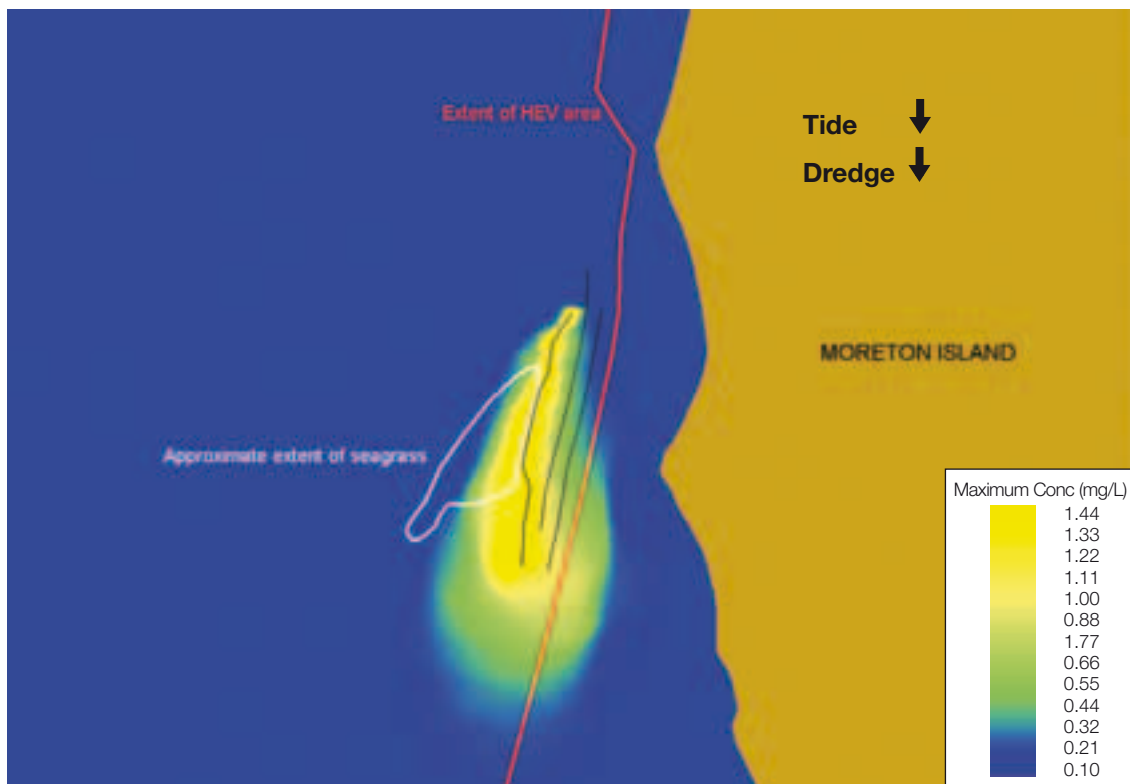 Extent of HEV area
Tide
Dredge
MORETON ISLAND
Approximate extent of seagrass
Maximum Conc (mg/L)
1.44
1.33
1.22
1.11
1.00
0.88
1.77
0.66
0.55
0.44
0.32
0.21
0.10